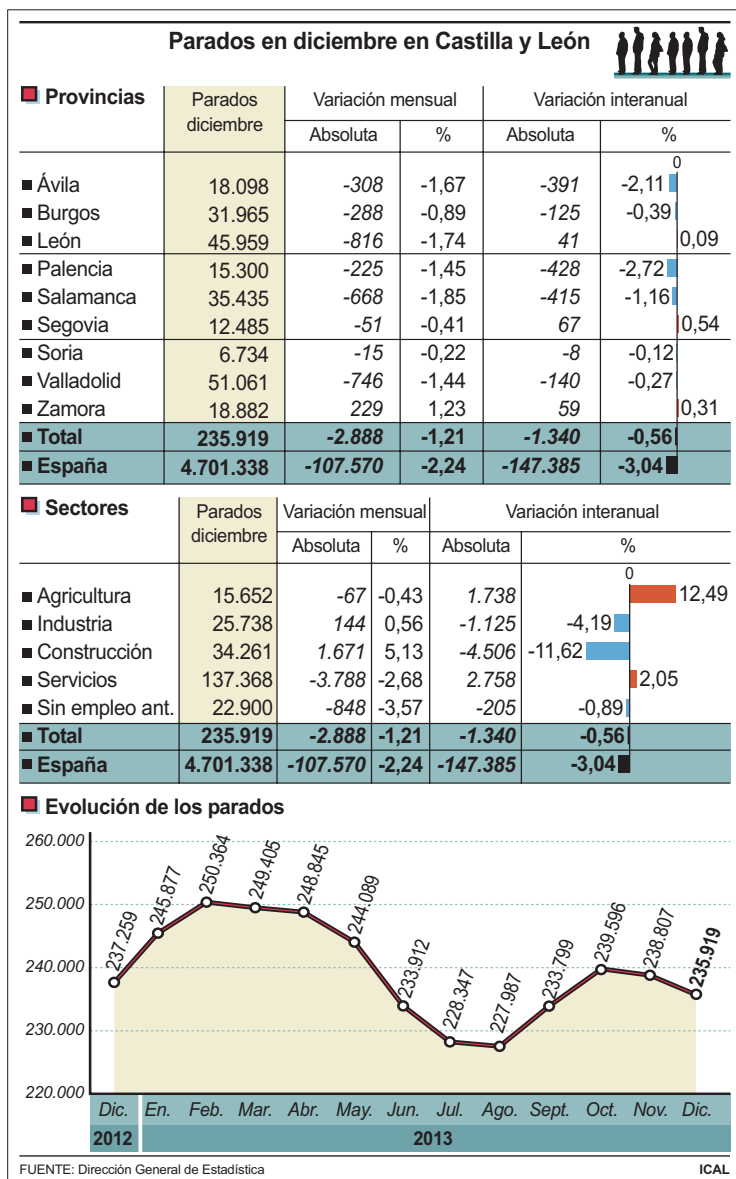 Parados en diciembre en Castilla y León
Provincias Parados diciembre Variación mensual Variación interanual
Absoluta % Absoluta %
0
Ávila 18.098 -308 -1,67 -391 -2,11
Burgos 31.965 -288 -0,89 -125 -0,39
León 45.959 -816 -1,74 41 0,09
Palencia 15.300 -225 -1,45 -428 -2,72
Salamanca 35.435 -668 -1,85 -415 -1,16
Segovia 12.485 -51 -0,41 67 0,54
Soria 6.734 -15 -0,22 -8 -0,12
Valladolid 51.061 -746 -1,44 -140 -0,27
Zamora 18.882 229 1,23 59 0,31
Total 235.919 -2.888 -1,21 -1.340 -0,56
España 4.701.338 -107.570 -2,24 -147.385 -3,04
Sectores Parados diciembre Variación mensual Variación interanual
Absoluta % Absoluta %
0
Agricultura 15.652 -67 -0,43 1.738 12,49
Industria 25.738 144 0,56 -1.125 -4,19
Construcción 34.261 1.671 5,13 -4.506 -11,62
Servicios 137.368 -3.788 -2,68 2.758 2,05
Sin empleo ant. 22.900 -848 -3,57 -205 -0,89
Total 235.919 -2.888 -1,21 -1.340 -0,56
España 4.701.338 -107.570 -2,24 -147.385 -3,04
Evolución de los parados
260.000
250.000
240.000
230.000
220.000
237.259 245.877 250.364 249.405 248.845 244.089 233.912 228.347 227.987 233.799 239.596 238.807 235.919
Dic. En. Feb. Mar. Abr. May. Jun. Jul. Ago. Sept. Oct. Nov. Dic.
2012 2013
FUENTE: Dirección General de Estadística ICAL